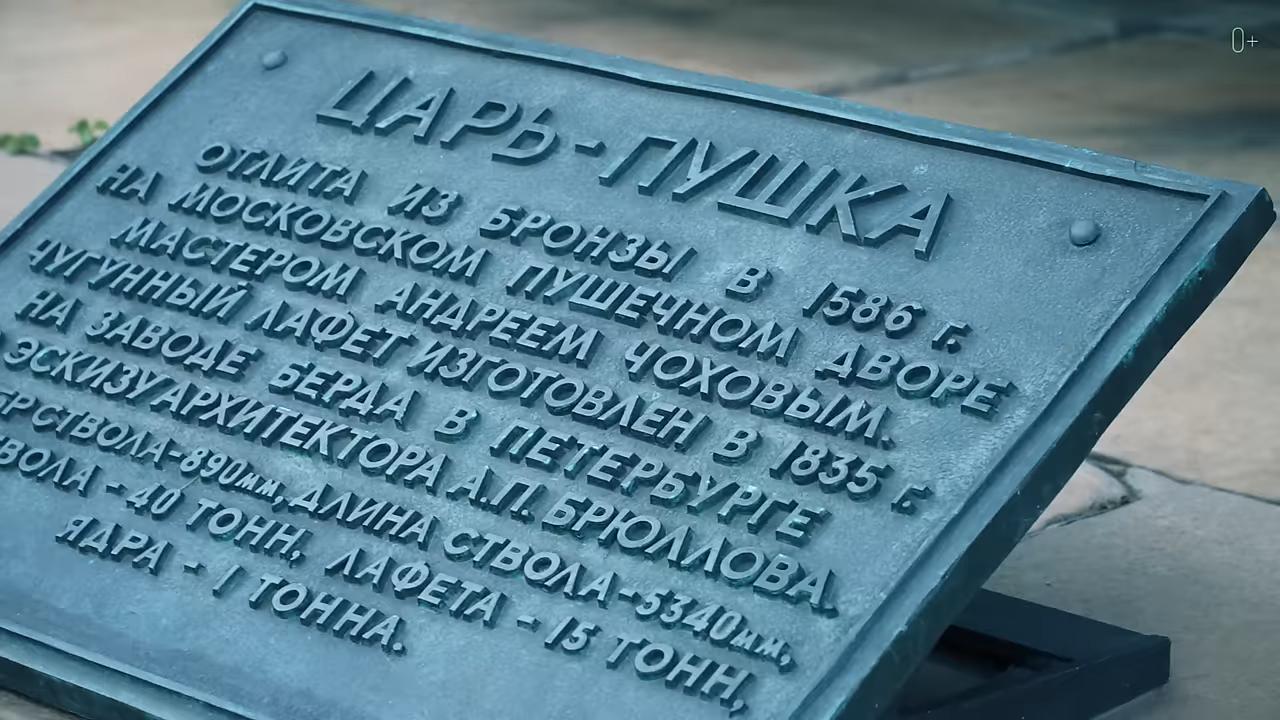 0+
ЦАРЬ-ПУШКА
ОТЛИТА ИЗ БРОНЗЫ В 1586 г.
НА МОСКОВСКОМ ПУШЕЧНОМ ДВОРЕ
МАСТЕРОМ АНДРЕЕМ ЧОХОВЫМ.
ЧУГУННЫЙ ЛАФЕТ ИЗГОТОВЛЕН В 1835 г.
НА ЗАВОДЕ БЕРДА В ПЕТЕРБУРГЕ
ЭСКИЗУ АРХИТЕКТОРА А.П. БРЮЛЛОВА.
СТВОЛА-890мм, ДЛИНА СТВОЛА-5340мм,
- 40 ТОНН, ЛАФЕТА - 15 ТОНН,
ЯДРА - 1 ТОННА.